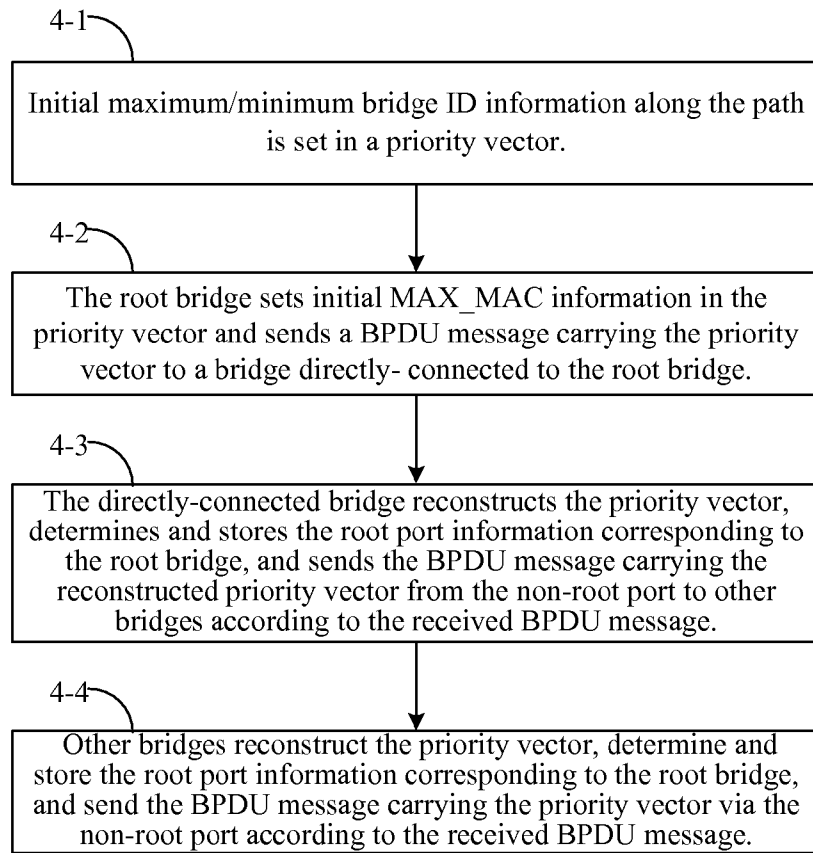 4-1
Initial maximum/minimum bridge ID information along the path
is set in a priority vector.
4-2
The root bridge sets initial MAX_MAC information in the
priority vector and sends a BPDU message carrying the priority
vector to a bridge directly- connected to the root bridge.
4-3
The directly-connected bridge reconstructs the priority vector,
determines and stores the root port information corresponding to
the root bridge, and sends the BPDU message carrying the
reconstructed priority vector from the non-root port to other
bridges according to the received BPDU message.
4-4
Other bridges reconstruct the priority vector, determine and
store the root port information corresponding to the root bridge,
and send the BPDU message carrying the priority vector via the
non-root port according to the received BPDU message.